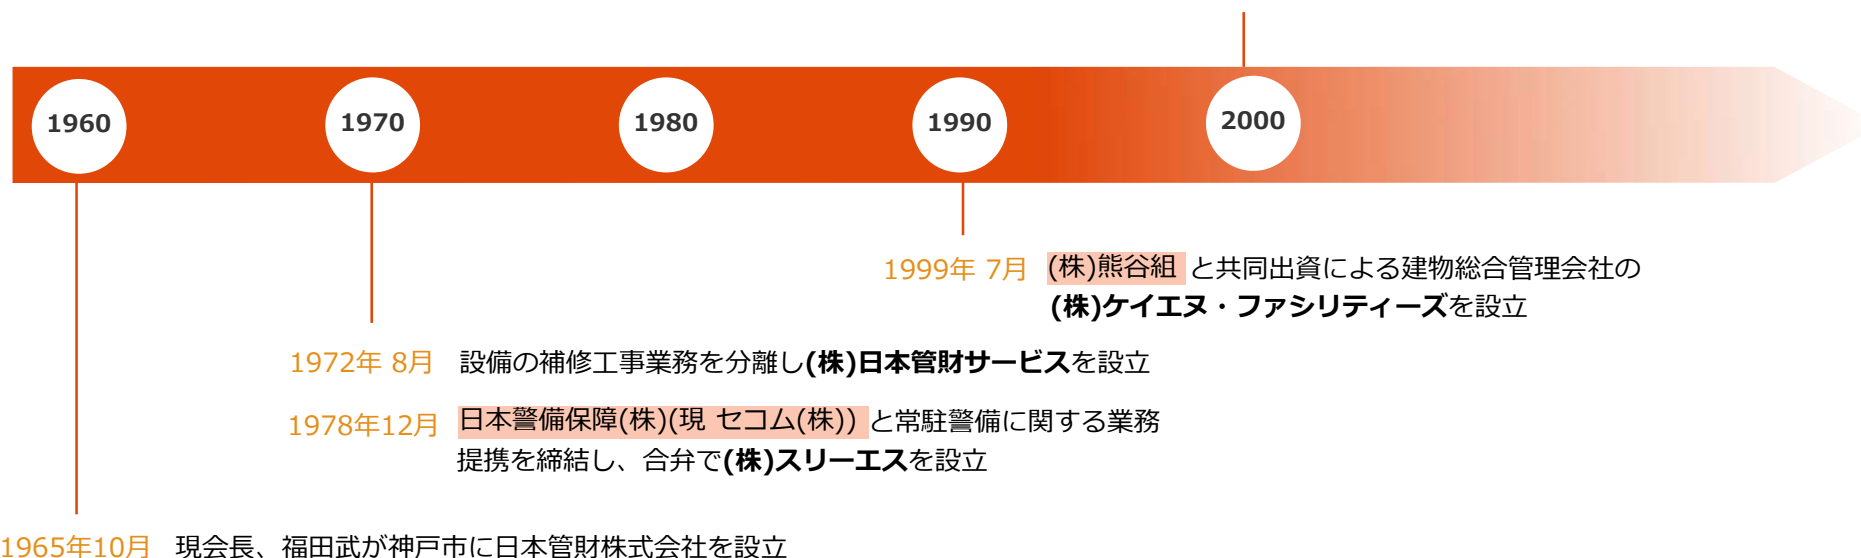 1960 1970 1980 1990 2000
1999年 7月 (株)熊谷組 と共同出資による建物総合管理会社の
(株)ケイエヌ・ファシリティーズを設立
1972年 8月 設備の補修工事業務を分離し(株)日本管財サービスを設立
1978年12月 日本警備保障(株)(現 セコム(株)) と常駐警備に関する業務
提携を締結し、合弁で(株)スリーエスを設立
1965年10月 現会長、福田武が神戸市に日本管財株式会社を設立